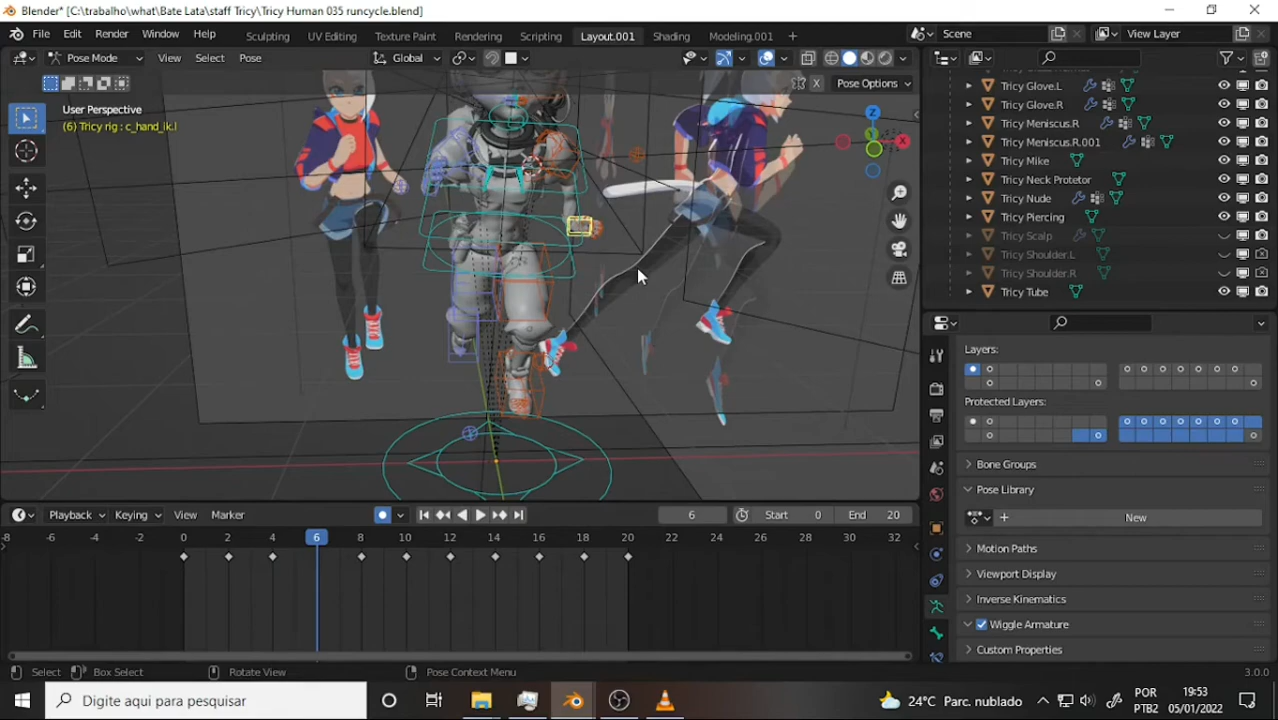 Blender* [C:\trabalho\what\Bate Lata\staff Tricy\Tricy Human 035 runcycle.blend]
File Edit Render Window Help Sculpting UV Editing Texture Paint Rendering Scripting Layout.001 Shading Modeling.001 + Scene View Layer
Pose Mode View Select Pose Global
X Pose Options
User Perspective
(6) Tricy rig : c_hand_ik.l
Z
Y
X
Tricy Glove.L
Tricy Glove.R
Tricy Meniscus.R
Tricy Meniscus.R.001
Tricy Mike
Tricy Neck Protetor
Tricy Nude
Tricy Piercing
Tricy Scalp
Tricy Shoulder.L
Tricy Shoulder.R
Tricy Tube
Layers:
Protected Layers:
Bone Groups
Pose Library
+ New
Motion Paths
Viewport Display
Inverse Kinematics
Wiggle Armature
Custom Properties
Playback Keying View Marker 6 Start 0 End 20
-8 -6 -4 -2 0 2 4 6 8 10 12 14 16 18 20 22 24 26 28 30 32
Select Box Select Rotate View Pose Context Menu 3.0.0
Digite aqui para pesquisar 24°C Parc. nublado POR PTB2 19:53 05/01/2022